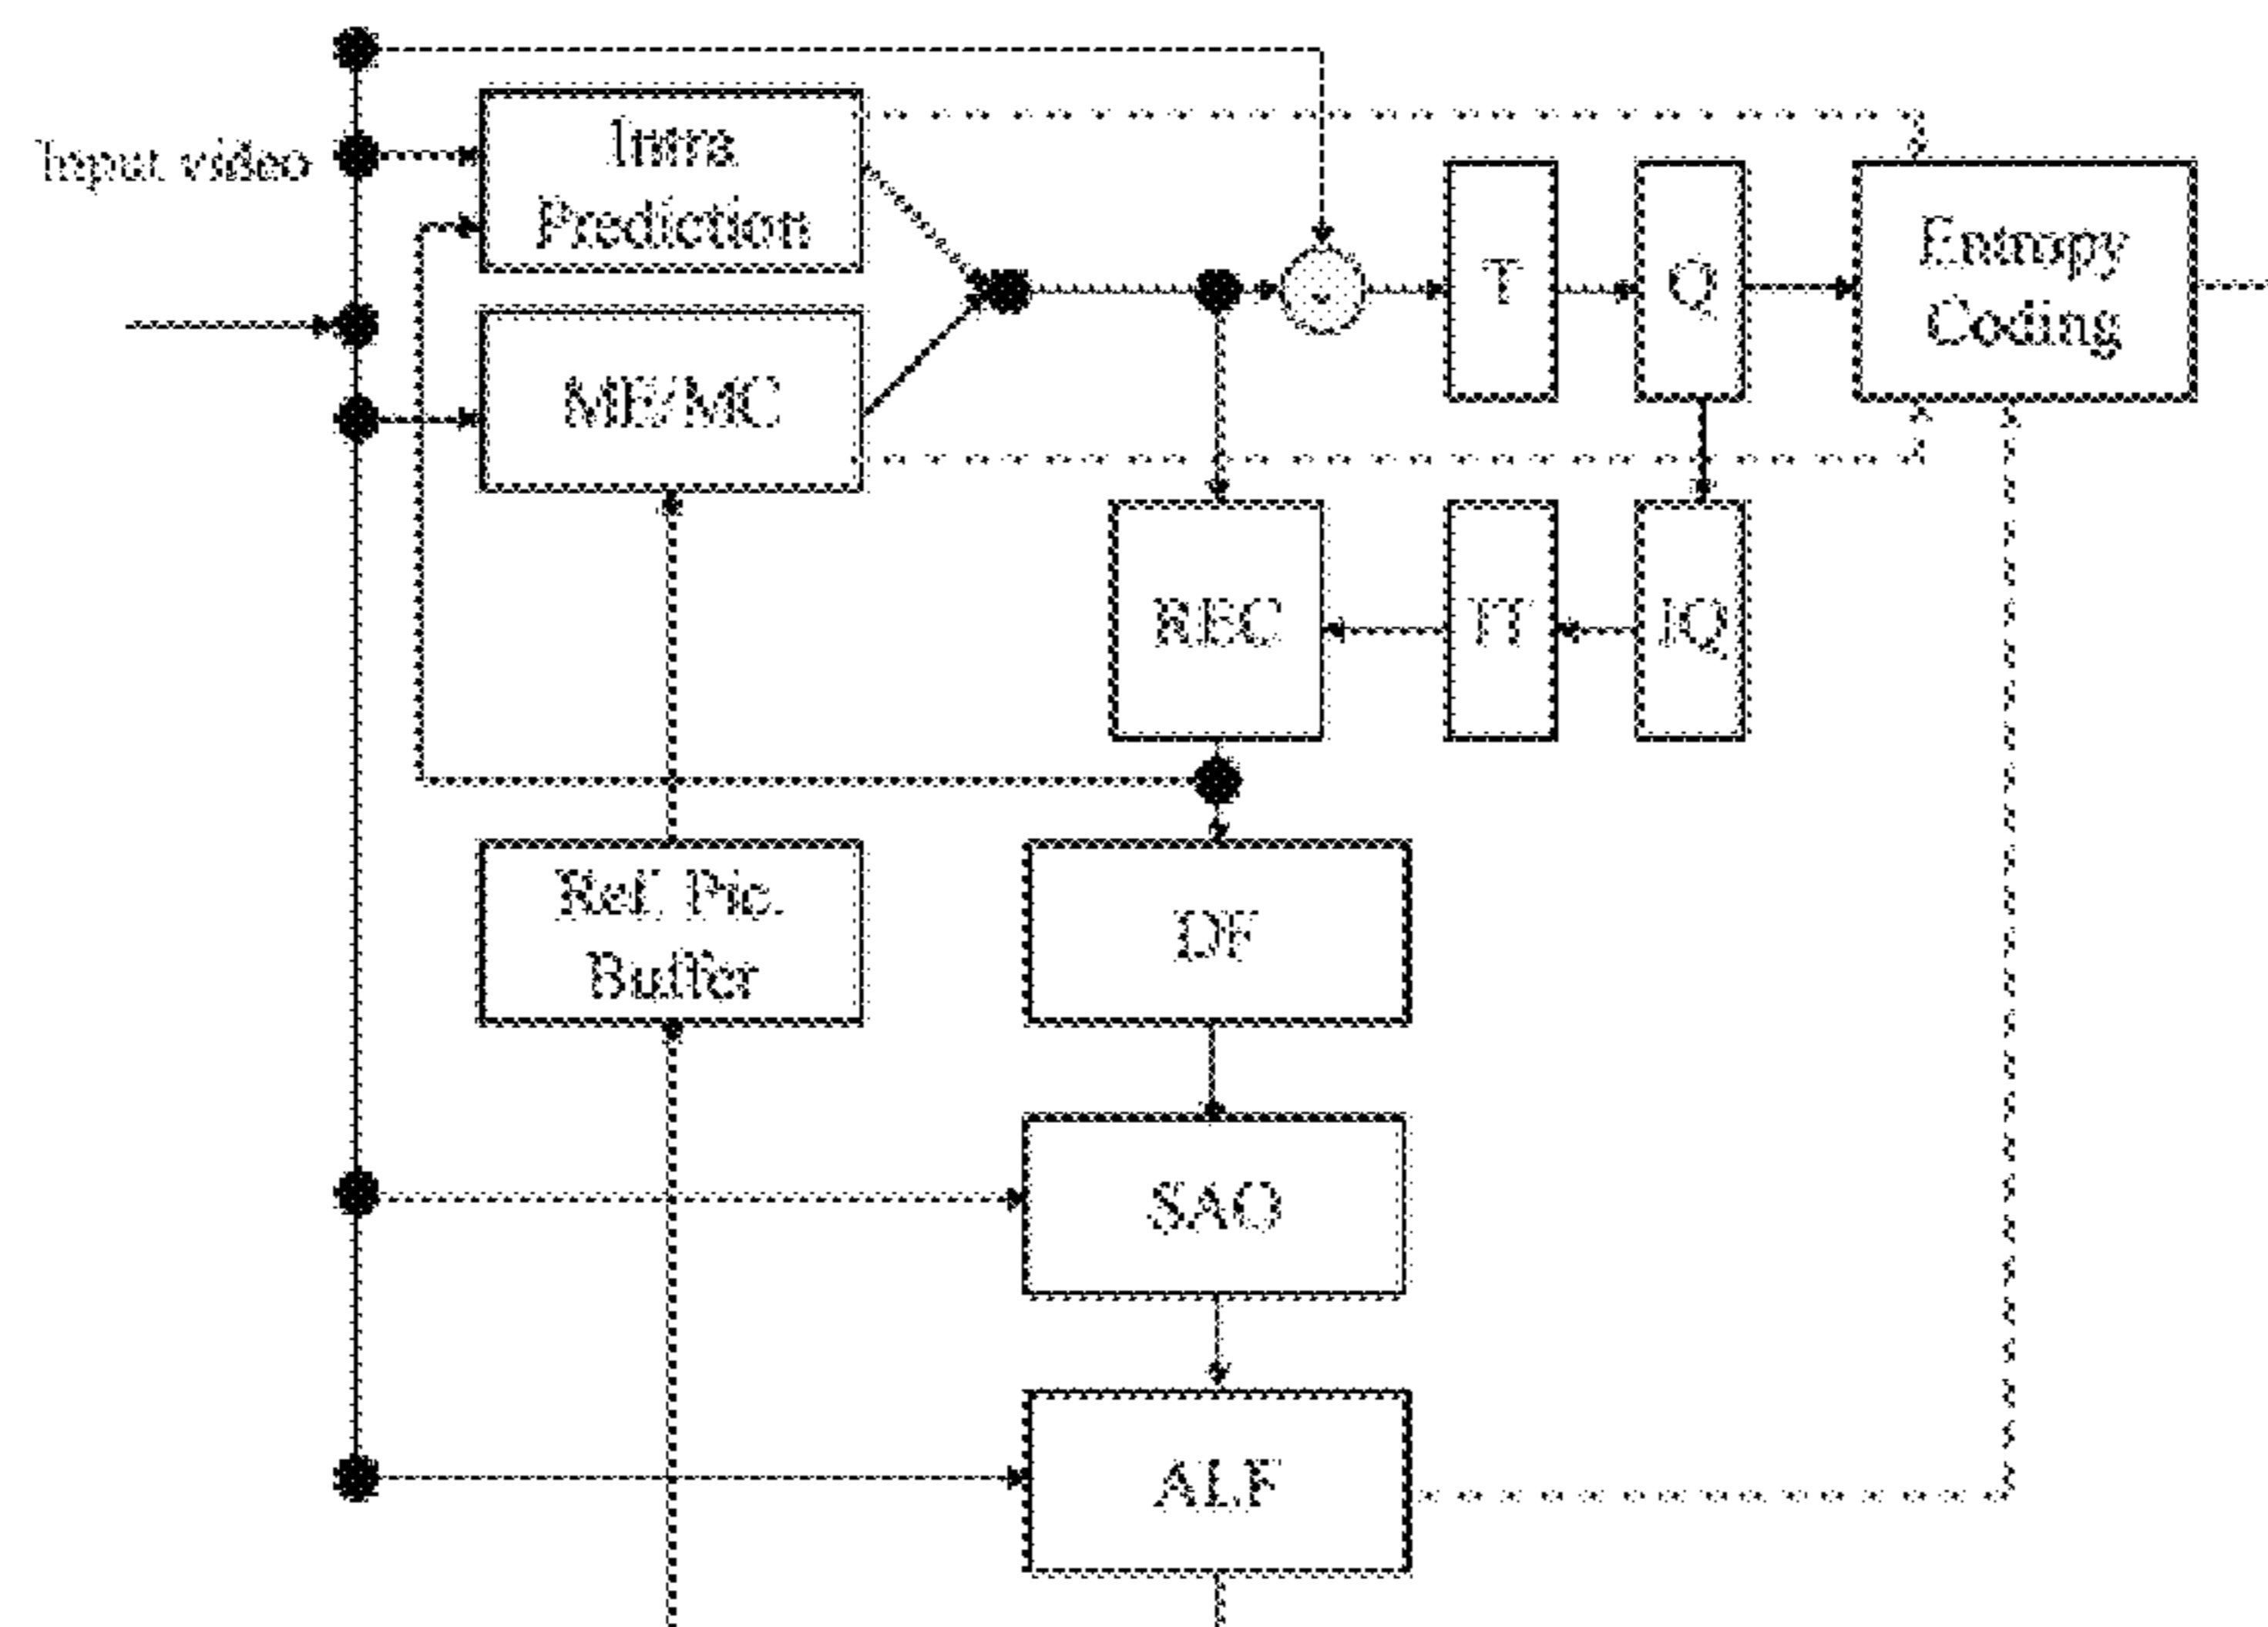 Input video
Intra
Prediction
ME/MC
-
T
Q
Entropy
Coding
REC
IT
IQ
Ref. Pic.
Buffer
DF
SAO
ALF